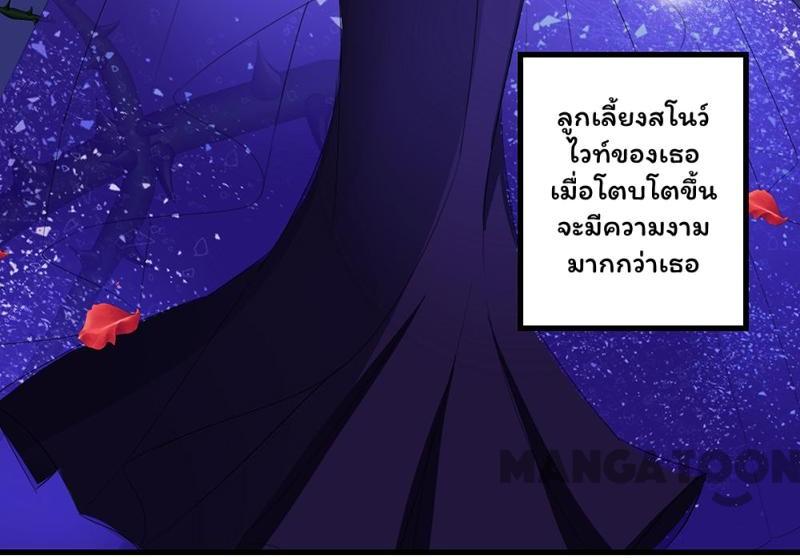 ลูกเลี้ยงสโนว์
ไวท์ของเธอ
เมื่อโตบโตขึ้น
จะมีความงาม
มากกว่าเธอ
MANGATOON